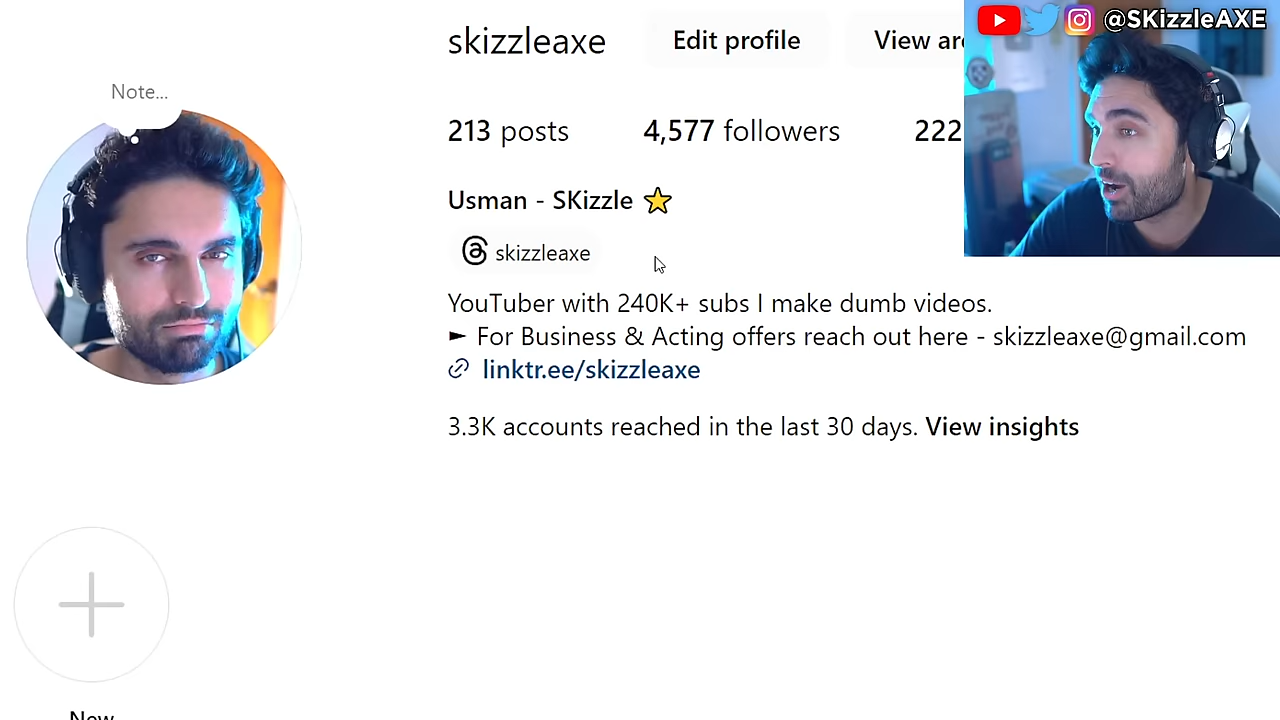 @SKizzleAXE
skizzleaxe Edit profile View arc
Note...
213 posts 4,577 followers 222
Usman - SKizzle ⭐
skizzleaxe
YouTuber with 240K+ subs I make dumb videos.
► For Business & Acting offers reach out here - skizzleaxe@gmail.com
linktr.ee/skizzleaxe
3.3K accounts reached in the last 30 days. View insights
New